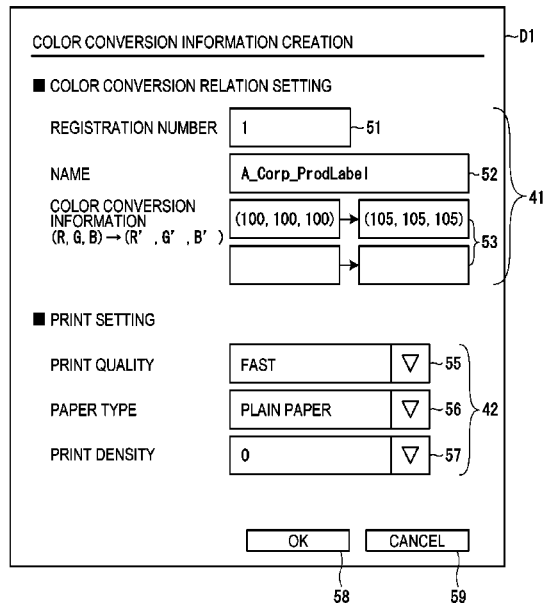 COLOR CONVERSION INFORMATION CREATION
D1
■ COLOR CONVERSION RELATION SETTING
REGISTRATION NUMBER 1 51
NAME A_Corp_ProdLabel 52
41
COLOR CONVERSION
INFORMATION
(R, G, B) → (R′, G′, B′)
(100, 100, 100) → (105, 105, 105)
53
→
■ PRINT SETTING
PRINT QUALITY FAST ▽ 55
PAPER TYPE PLAIN PAPER ▽ 56
42
PRINT DENSITY 0 ▽ 57
OK CANCEL
58 59